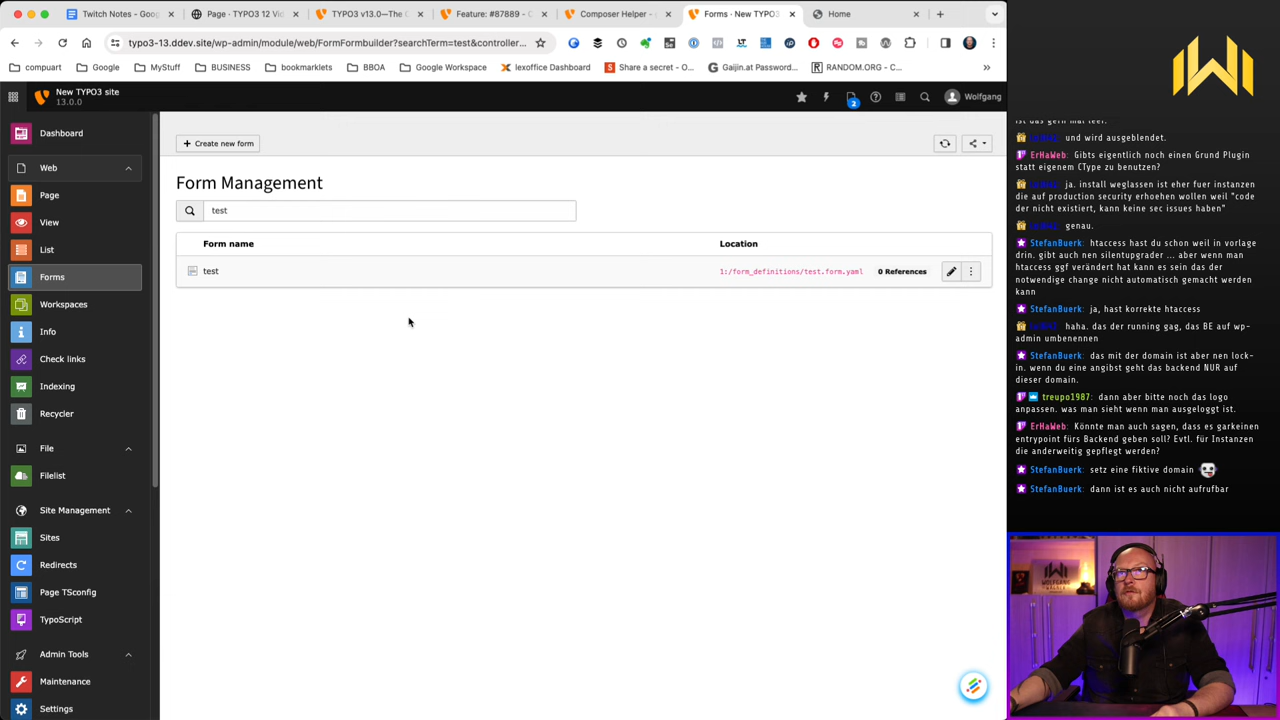 Twitch Notes - Goog
Page · TYPO3 12 Vid
TYPO3 v13.0—The C
Feature: #87889 - C
Composer Helper -
Forms · New TYPO3
Home
typo3-13.ddev.site/wp-admin/module/web/FormFormbuilder?searchTerm=test&controller...
compuart
Google
MyStuff
BUSINESS
bookmarklets
BBOA
Google Workspace
lexoffice Dashboard
Share a secret - O...
Gaijin.at Password...
RANDOM.ORG - C...
»
New TYPO3 site
13.0.0
2
Wolfgang
Dashboard
Web
Page
View
List
Forms
Workspaces
Info
Check links
Indexing
Recycler
File
Filelist
Site Management
Sites
Redirects
Page TSconfig
TypoScript
Admin Tools
Maintenance
Settings
+ Create new form
Form Management
test
Form name
Location
test
1:/form_definitions/test.form.yaml
0 References
ist das gern mal leer.
und wird ausgeblendet.
ErHaWeb: Gibts eigentlich noch einen Grund Plugin
statt eigenem CType zu benutzen?
ja. install weglassen ist eher fuer instanzen
die auf production security erhoehen wollen weil "code
der nicht existiert, kann keine sec issues haben"
genau.
StefanBuerk: htaccess hast du schon weil in vorlage
drin. gibt auch nen silentupgrader ... aber wenn man
htaccess ggf verändert hat kann es sein das der
notwendige change nicht automatisch gemacht werden
kann
StefanBuerk: ja, hast korrekte htaccess
haha. das der running gag, das BE auf wp-
admin umbenennen
StefanBuerk: das mit der domain ist aber nen lock-
in. wenn du eine angibst geht das backend NUR auf
dieser domain.
treupo1987: dann aber bitte noch das logo
anpassen. was man sieht wenn man ausgeloggt ist.
ErHaWeb: Könnte man auch sagen, dass es garkeinen
entrypoint fürs Backend geben soll? Evtl. für Instanzen
die anderweitig gepflegt werden?
StefanBuerk: setz eine fiktive domain
StefanBuerk: dann ist es auch nicht aufrufbar